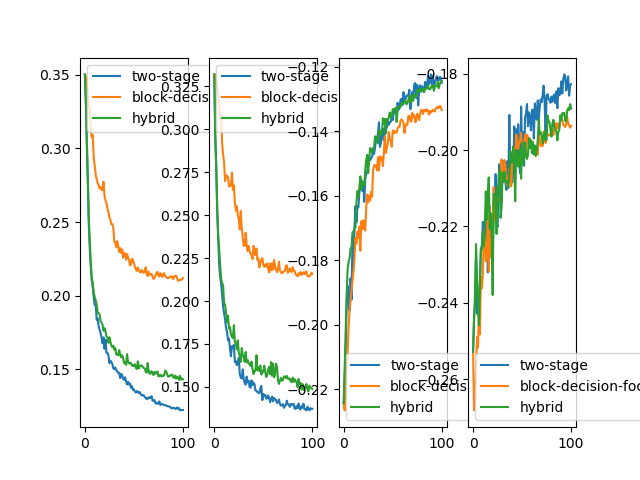 0.35
0.30
0.25
0.20
0.15
0
100
two-stage
block-decis
hybrid
0.325
0.300
0.275
0.250
0.225
0.200
0.175
0.150
0
100
two-stage
block-decis
hybrid
−0.12
−0.14
−0.16
−0.18
−0.20
−0.22
0
100
two-stage
block-decis
hybrid
−0.18
−0.20
−0.22
−0.24
−0.26
0
100
two-stage
block-decision-foc
hybrid